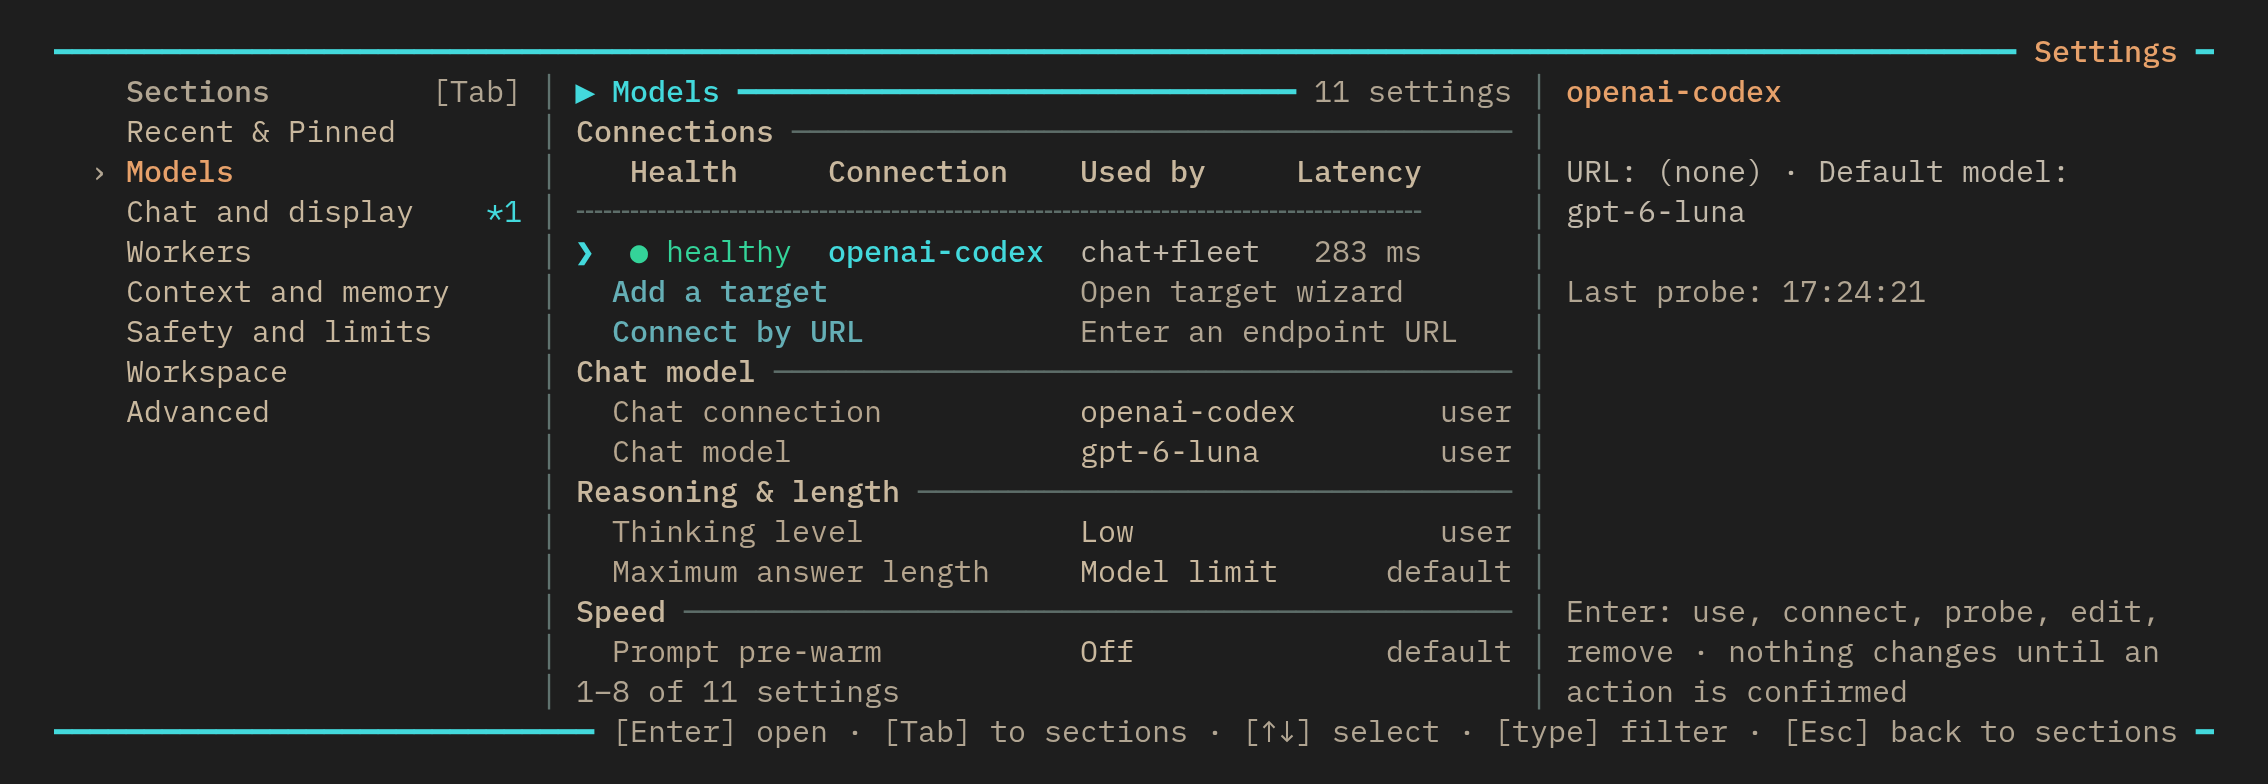 Settings
Sections [Tab]
Recent & Pinned
› Models
Chat and display *1
Workers
Context and memory
Safety and limits
Workspace
Advanced
▶ Models 11 settings
Connections
Health Connection Used by Latency
❯ ● healthy openai-codex chat+fleet 283 ms
Add a target Open target wizard
Connect by URL Enter an endpoint URL
Chat model
Chat connection openai-codex user
Chat model gpt-6-luna user
Reasoning & length
Thinking level Low user
Maximum answer length Model limit default
Speed
Prompt pre-warm Off default
1–8 of 11 settings
openai-codex
URL: (none) · Default model:
gpt-6-luna
Last probe: 17:24:21
Enter: use, connect, probe, edit,
remove · nothing changes until an
action is confirmed
[Enter] open · [Tab] to sections · [↑↓] select · [type] filter · [Esc] back to sections